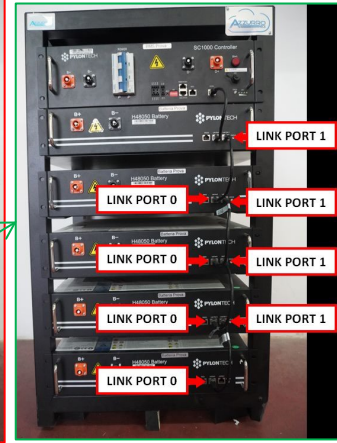 AZZURRO
SC1000 Controller
PYLONTECH
B+
B-
H48050 Battery
PYLONTECH
LINK PORT 1
B+
B-
H48050 Battery
PYLONTECH
LINK PORT 0
LINK PORT 1
B+
B-
H48050 Battery
PYLONTECH
LINK PORT 0
LINK PORT 1
B+
B-
H48050 Battery
PYLONTECH
LINK PORT 0
LINK PORT 1
B+
B-
H48050 Battery
PYLONTECH
LINK PORT 0